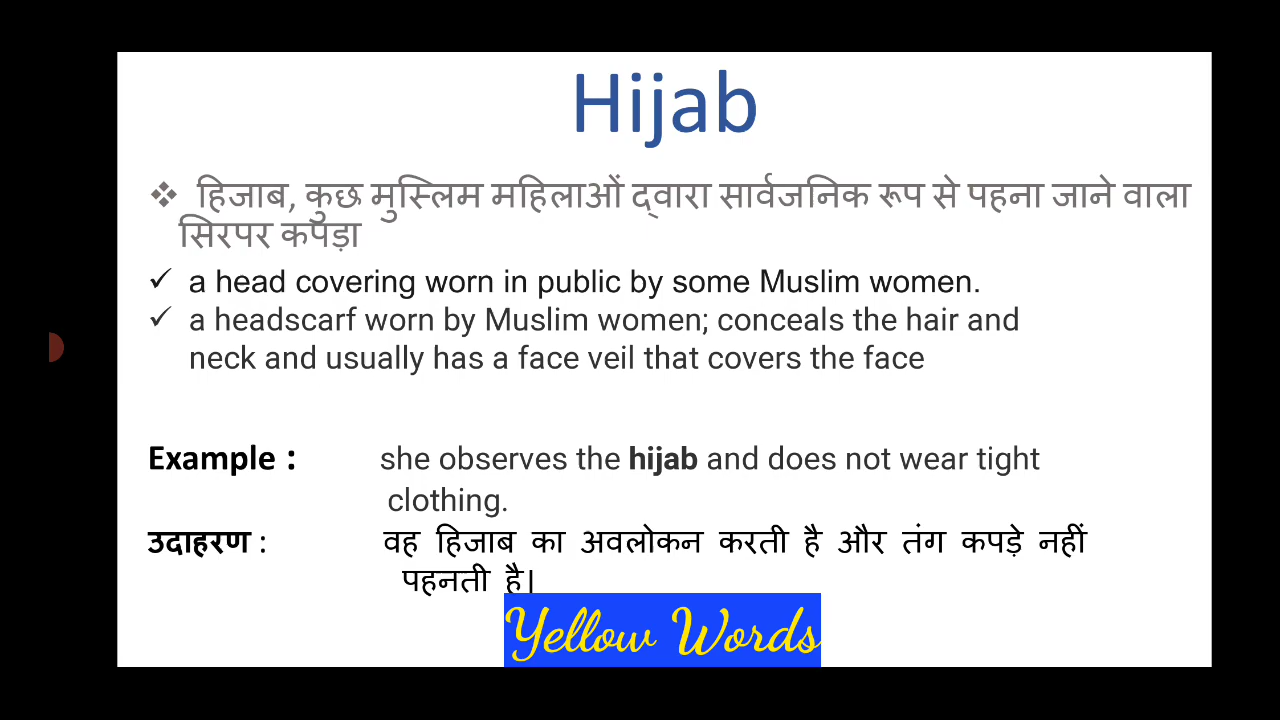 Hijab
❖ हिजाब, कुछ मुस्लिम महिलाओं द्वारा सार्वजनिक रूप से पहना जाने वाला
सिरपर कपड़ा
✓ a head covering worn in public by some Muslim women.
✓ a headscarf worn by Muslim women; conceals the hair and
neck and usually has a face veil that covers the face
Example : she observes the hijab and does not wear tight
clothing.
उदाहरण : वह हिजाब का अवलोकन करती है और तंग कपड़े नहीं
पहनती है।
Yellow Words